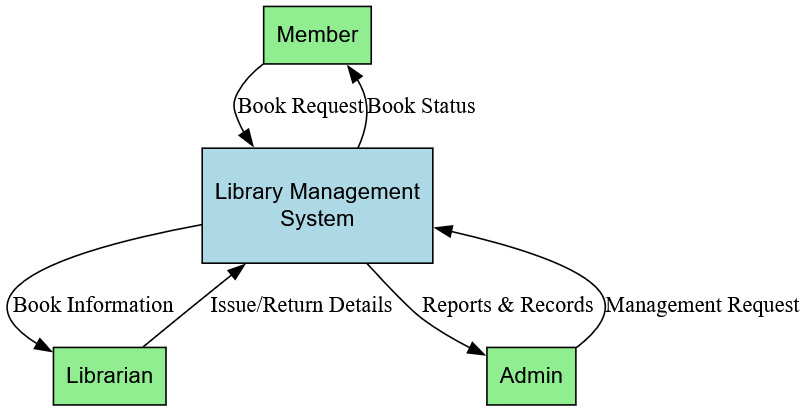 Member
Book Request
Book Status
Library Management
System
Book Information
Issue/Return Details
Reports & Records
Management Request
Librarian
Admin